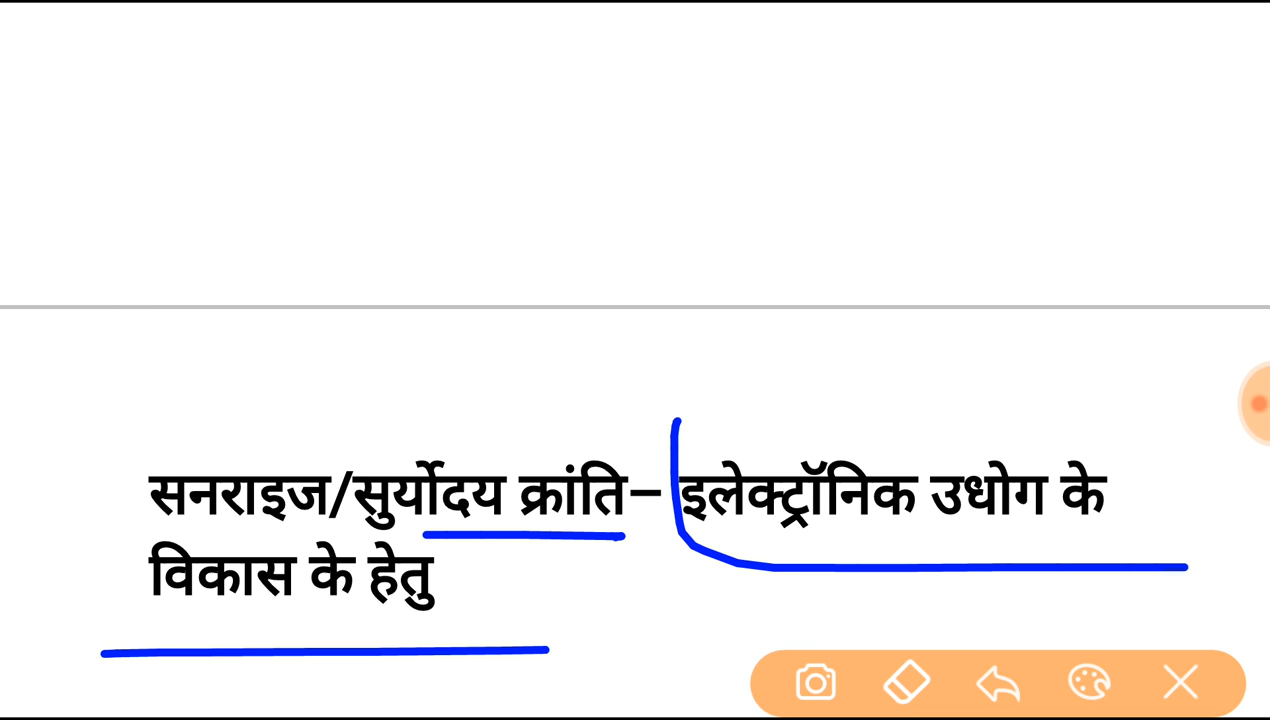 सनराइज/सुर्योदय क्रांति– इलेक्ट्रॉनिक उधोग के
विकास के हेतु